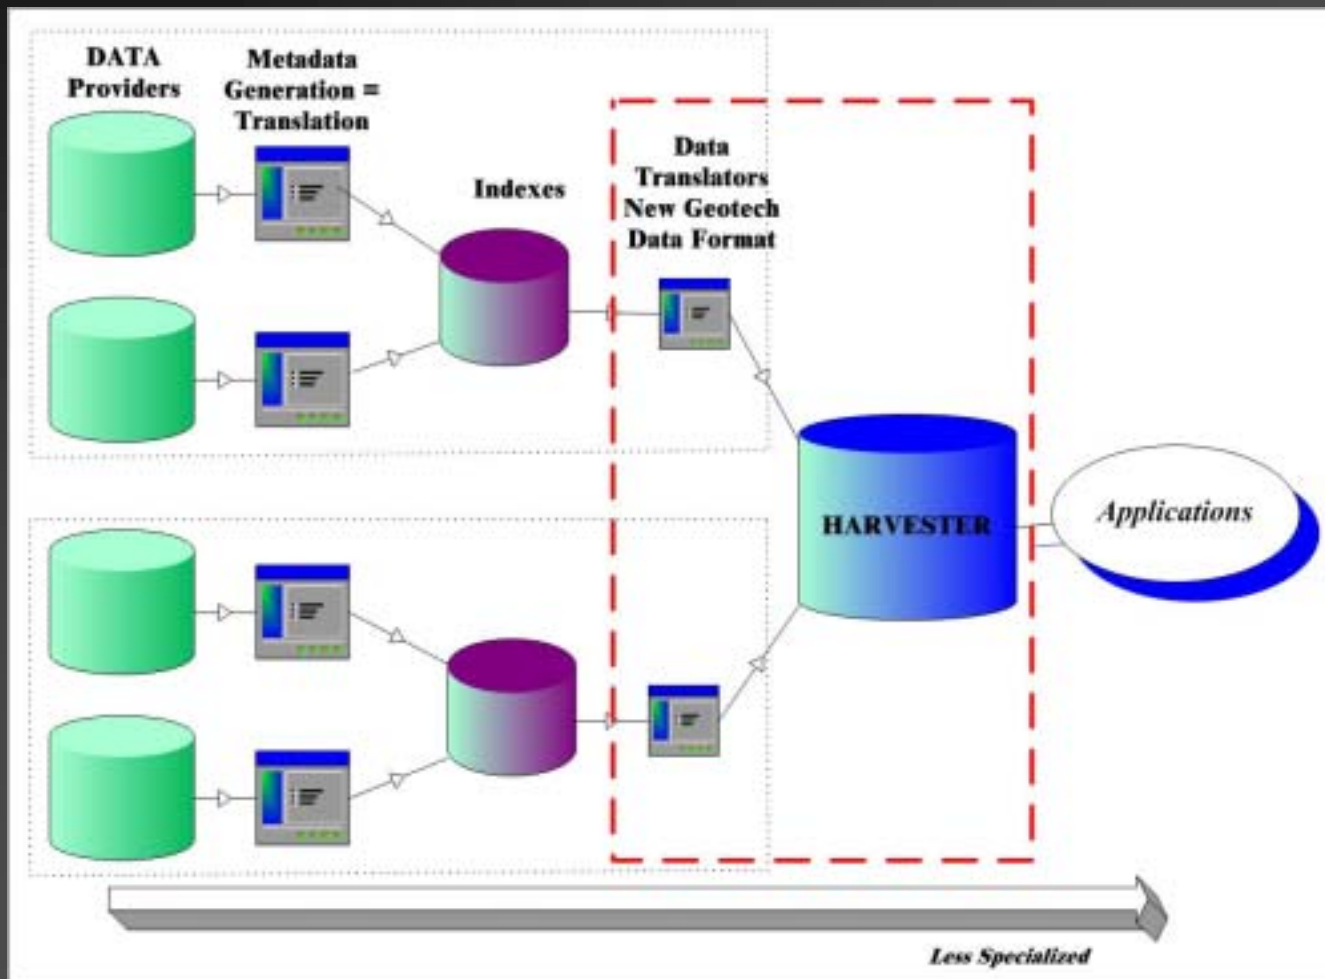 DATA
Providers
Metadata
Generation =
Translation
Indexes
Data
Translators
New Geotech
Data Format
HARVESTER
Applications
Less Specialized